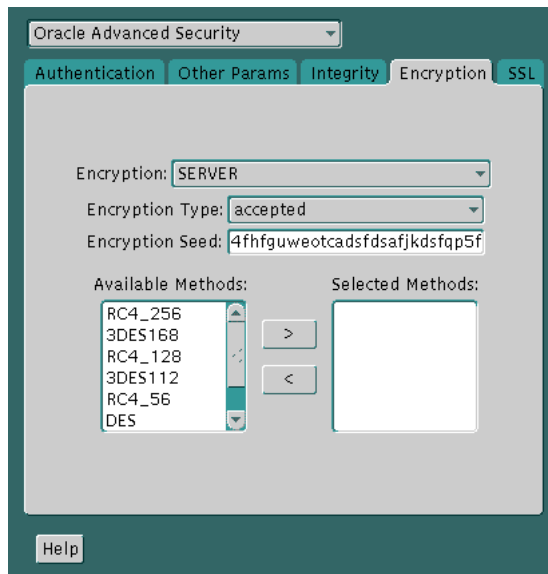 Oracle Advanced Security
Authentication Other Params Integrity Encryption SSL
Encryption: SERVER
Encryption Type: accepted
Encryption Seed: 4fhfguweotcadsfdsafjkdsfqp5f
Available Methods: Selected Methods:
RC4_256
3DES168
>
RC4_128
3DES112
<
RC4_56
DES
Help